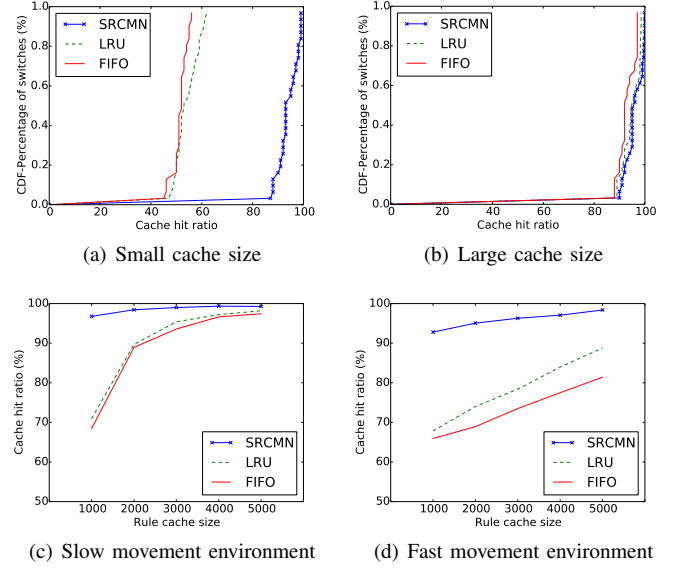 1.0
0.8
0.6
0.4
0.2
0.0
CDF-Percentage of switches (%)
SRCMN
LRU
FIFO
0 20 40 60 80 100
Cache hit ratio
(a) Small cache size
1.0
0.8
0.6
0.4
0.2
0.0
CDF-Percentage of switches (%)
SRCMN
LRU
FIFO
0 20 40 60 80 100
Cache hit ratio
(b) Large cache size
100
90
80
70
60
50
Cache hit ratio (%)
SRCMN
LRU
FIFO
1000 2000 3000 4000 5000
Rule cache size
(c) Slow movement environment
100
90
80
70
60
50
Cache hit ratio (%)
SRCMN
LRU
FIFO
1000 2000 3000 4000 5000
Rule cache size
(d) Fast movement environment